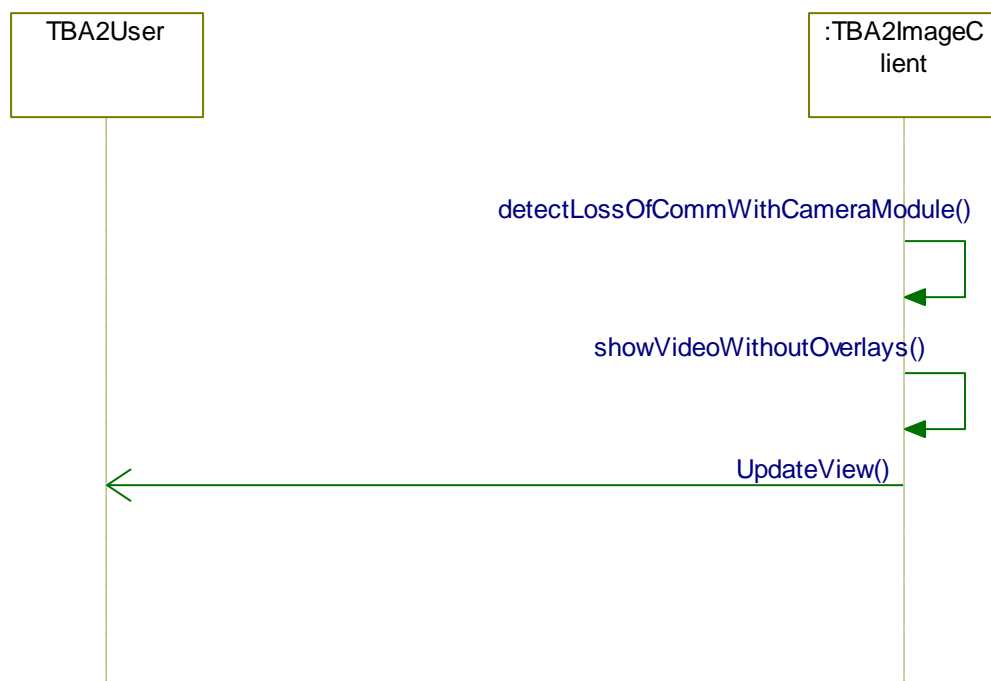 TBA2User
:TBA2ImageC
lient
detectLossOfCommWithCameraModule()
showVideoWithoutOverlays()
UpdateView()